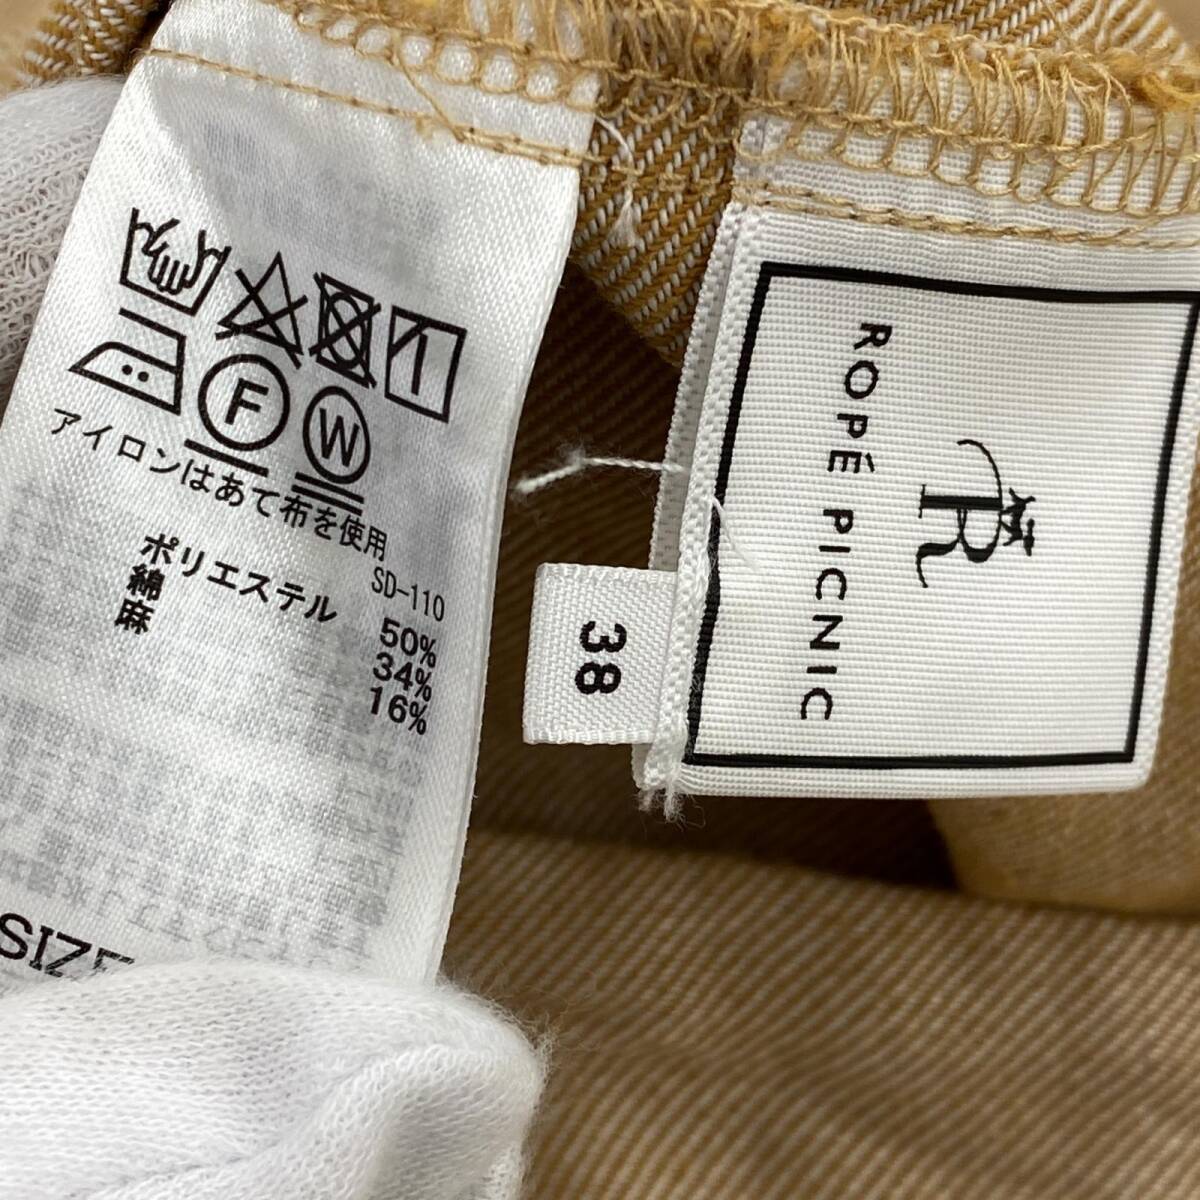 F
W
アイロンはあて布を使用
SD-110
ポリエステル 50%
綿 34%
麻 16%
SIZE
38
R
ROPÉ PICNIC